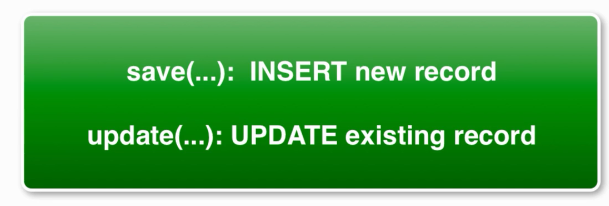 save(...): INSERT new record
update(...): UPDATE existing record